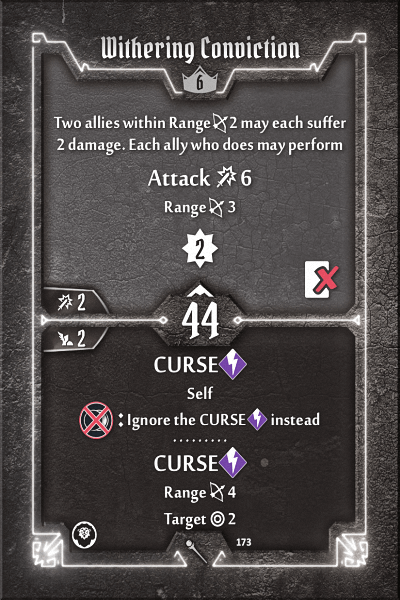 Withering Conviction
6
Two allies within Range 2 may each suffer
2 damage. Each ally who does may perform
Attack 6
Range 3
2
2
44
2
CURSE
Self
: Ignore the CURSE instead
CURSE
Range 4
Target 2
173